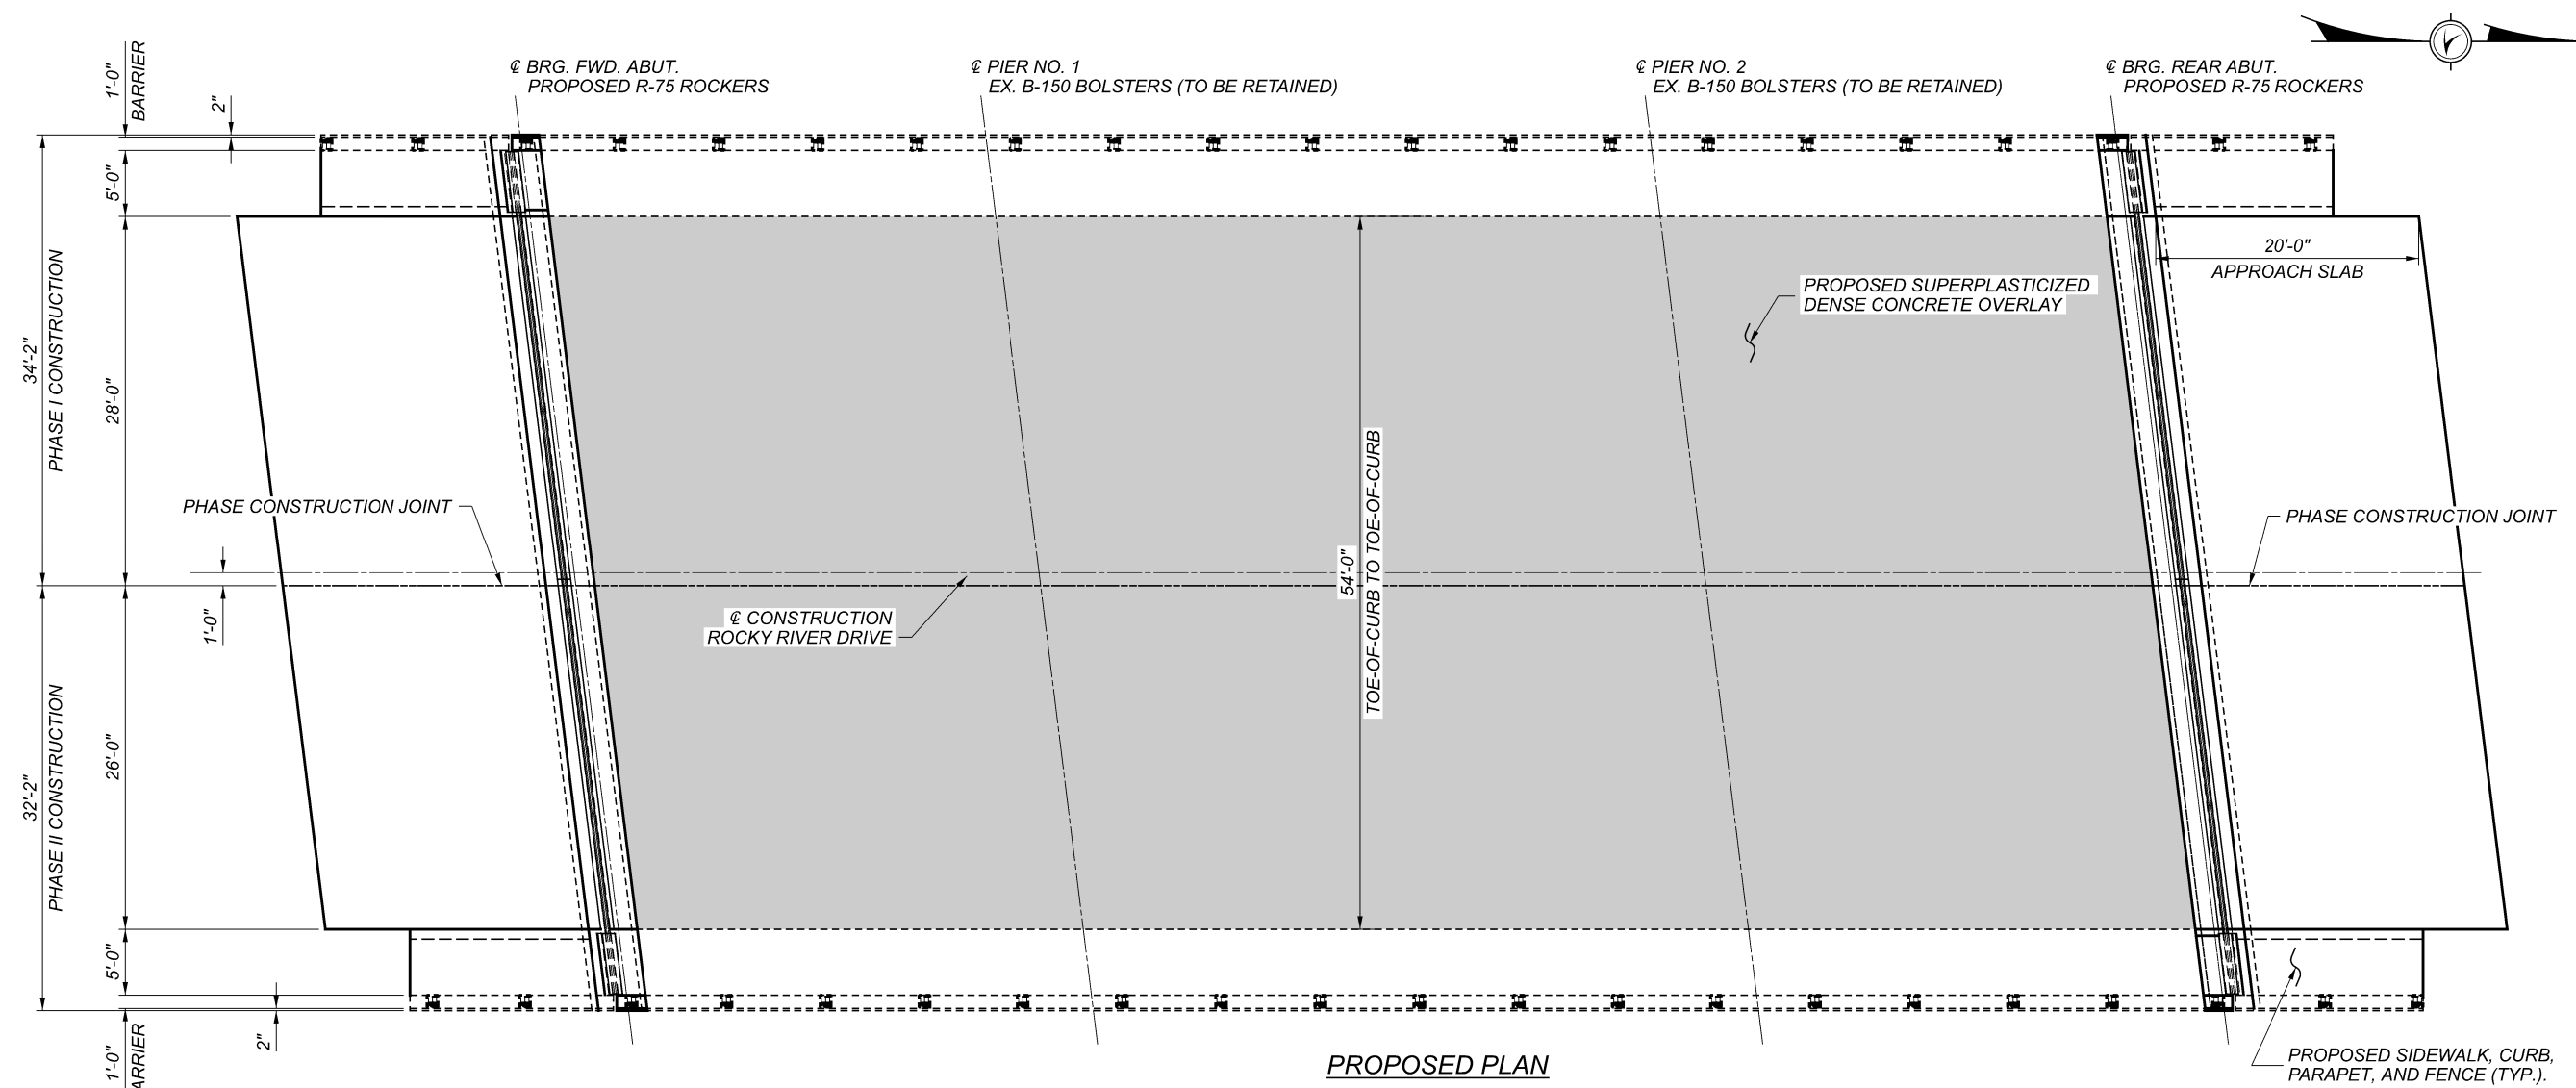 ℄ BRG. FWD. ABUT.
PROPOSED R-75 ROCKERS
℄ PIER NO. 1
EX. B-150 BOLSTERS (TO BE RETAINED)
℄ PIER NO. 2
EX. B-150 BOLSTERS (TO BE RETAINED)
℄ BRG. REAR ABUT.
PROPOSED R-75 ROCKERS
1'-0"
BARRIER
2"
5'-0"
34'-2"
PHASE I CONSTRUCTION
28'-0"
20'-0"
APPROACH SLAB
PROPOSED SUPERPLASTICIZED
DENSE CONCRETE OVERLAY
PHASE CONSTRUCTION JOINT
PHASE CONSTRUCTION JOINT
54'-0"
TOE-OF-CURB TO TOE-OF-CURB
1'-0"
℄ CONSTRUCTION
ROCKY RIVER DRIVE
32'-2"
PHASE II CONSTRUCTION
26'-0"
5'-0"
2"
1'-0"
ARRIER
PROPOSED PLAN
PROPOSED SIDEWALK, CURB,
PARAPET, AND FENCE (TYP.).